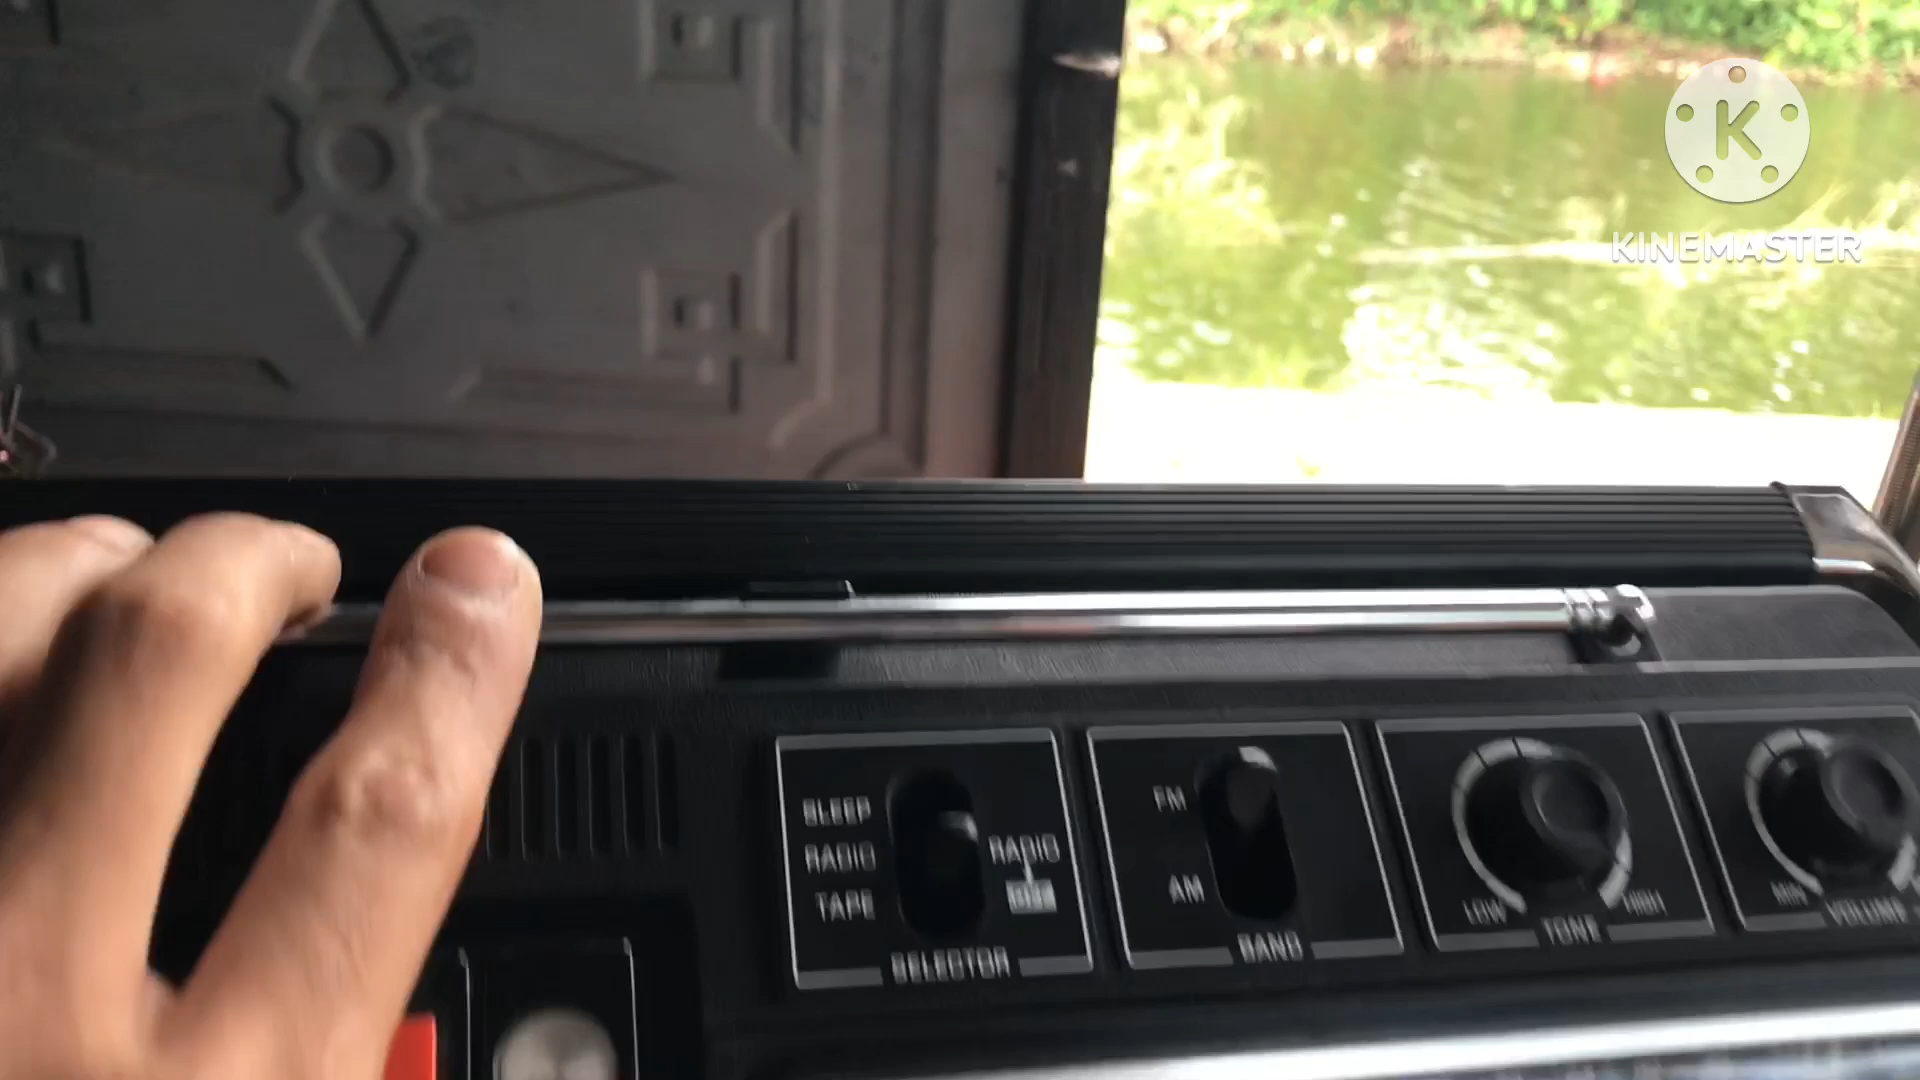 K
KINEMASTER
SLEEP
RADIO
TAPE
RADIO
SELECTOR
FM
AM
BAND
LOW
HIGH
TONE
MIN
VOLUME